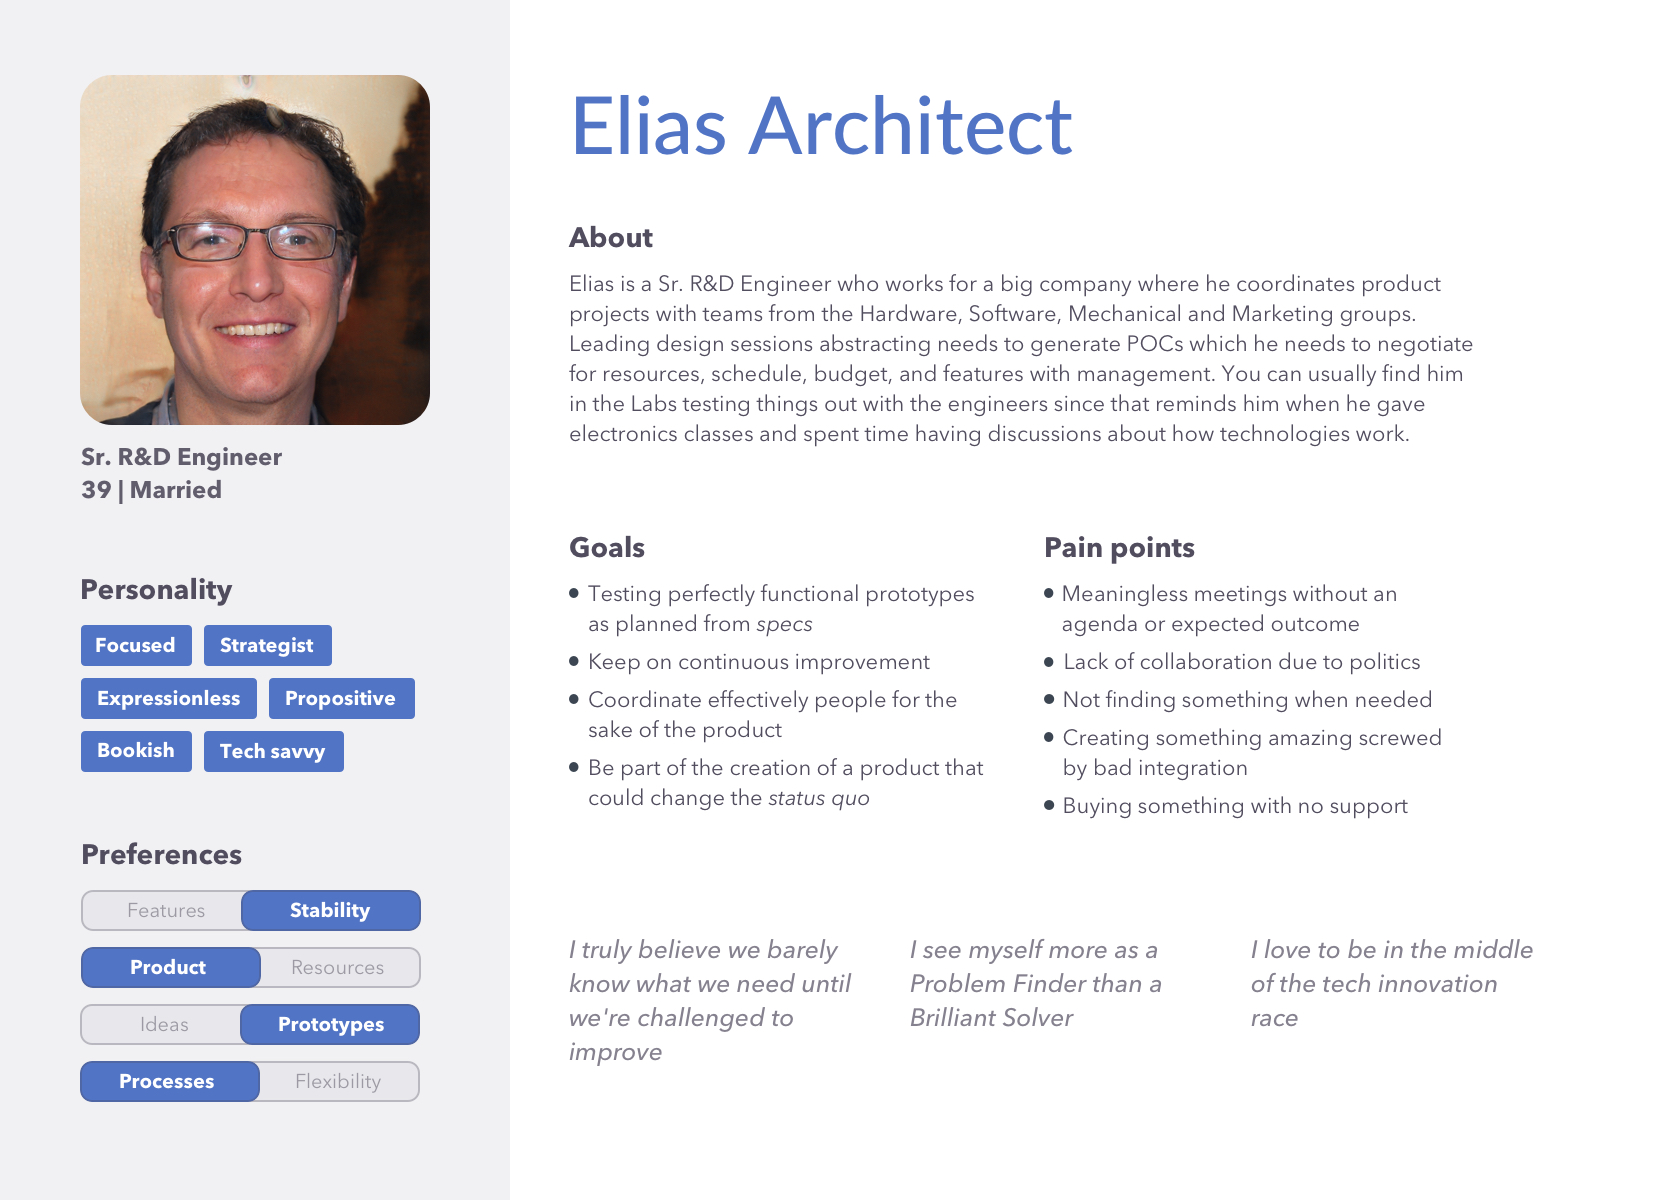 Elias Architect
Sr. R&D Engineer
39 | Married
Personality
Focused
Strategist
Expressionless
Propositive
Bookish
Tech savvy
Preferences
Features
Stability
Product
Resources
Ideas
Prototypes
Processes
Flexibility
About
Elias is a Sr. R&D Engineer who works for a big company where he coordinates product
projects with teams from the Hardware, Software, Mechanical and Marketing groups.
Leading design sessions abstracting needs to generate POCs which he needs to negotiate
for resources, schedule, budget, and features with management. You can usually find him
in the Labs testing things out with the engineers since that reminds him when he gave
electronics classes and spent time having discussions about how technologies work.
Goals
Testing perfectly functional prototypes
as planned from specs
Keep on continuous improvement
Coordinate effectively people for the
sake of the product
Be part of the creation of a product that
could change the status quo
Pain points
Meaningless meetings without an
agenda or expected outcome
Lack of collaboration due to politics
Not finding something when needed
Creating something amazing screwed
by bad integration
Buying something with no support
I truly believe we barely
know what we need until
we're challenged to
improve
I see myself more as a
Problem Finder than a
Brilliant Solver
I love to be in the middle
of the tech innovation
race